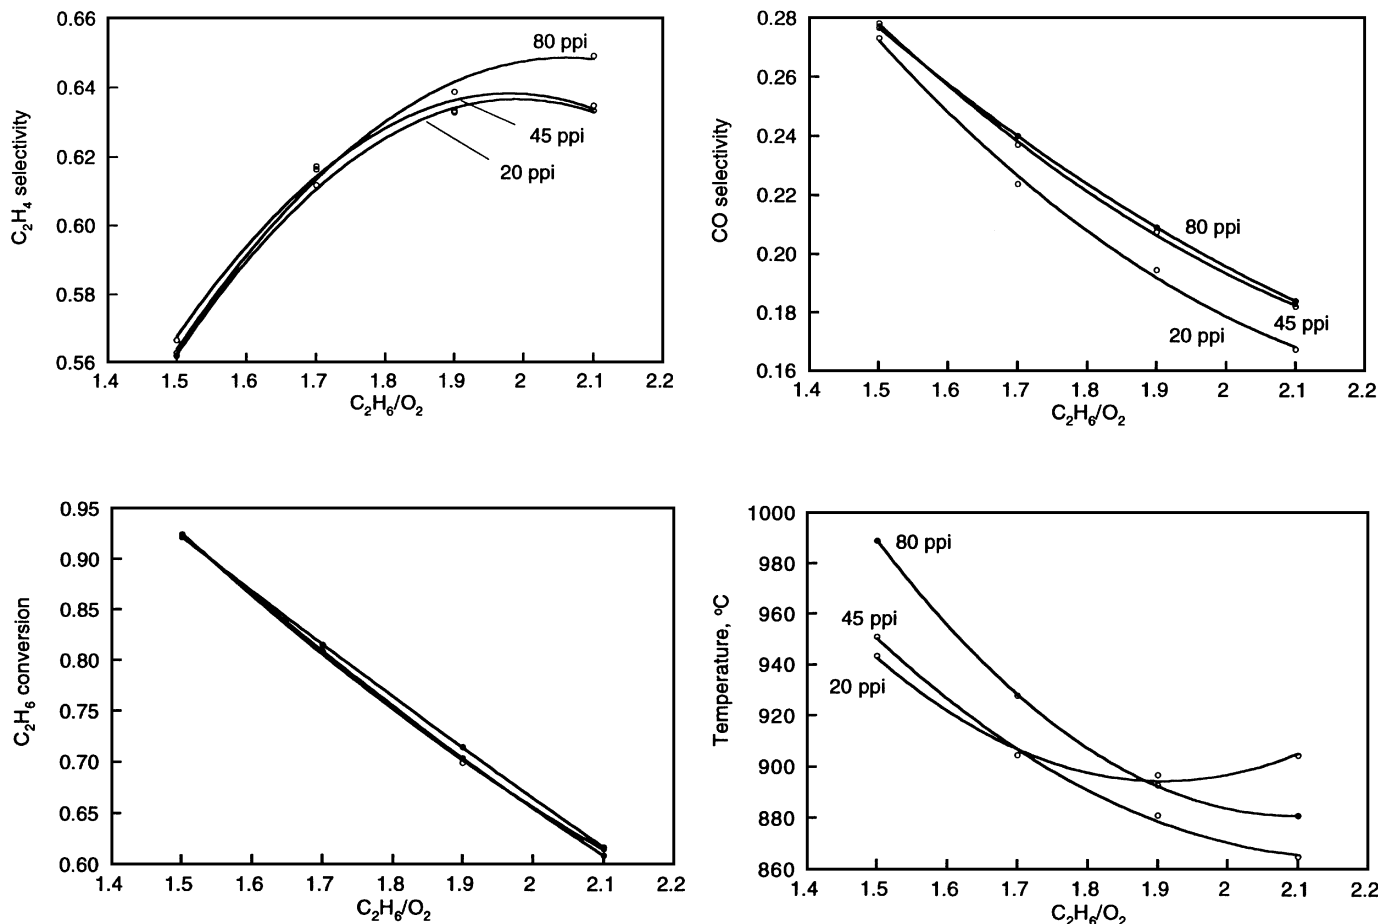 0.66
0.64
0.62
0.60
0.58
0.56
C₂H₄ selectivity
80 ppi
45 ppi
20 ppi
1.4 1.5 1.6 1.7 1.8 1.9 2 2.1 2.2
C₂H₆/O₂
0.28
0.26
0.24
0.22
0.20
0.18
0.16
CO selectivity
80 ppi
45 ppi
20 ppi
1.4 1.5 1.6 1.7 1.8 1.9 2 2.1 2.2
C₂H₆/O₂
0.95
0.90
0.85
0.80
0.75
0.70
0.65
0.60
C₂H₆ conversion
1.4 1.5 1.6 1.7 1.8 1.9 2 2.1 2.2
C₂H₆/O₂
1000
980
960
940
920
900
880
860
Temperature, ºC
80 ppi
45 ppi
20 ppi
1.4 1.5 1.6 1.7 1.8 1.9 2 2.1 2.2
C₂H₆/O₂